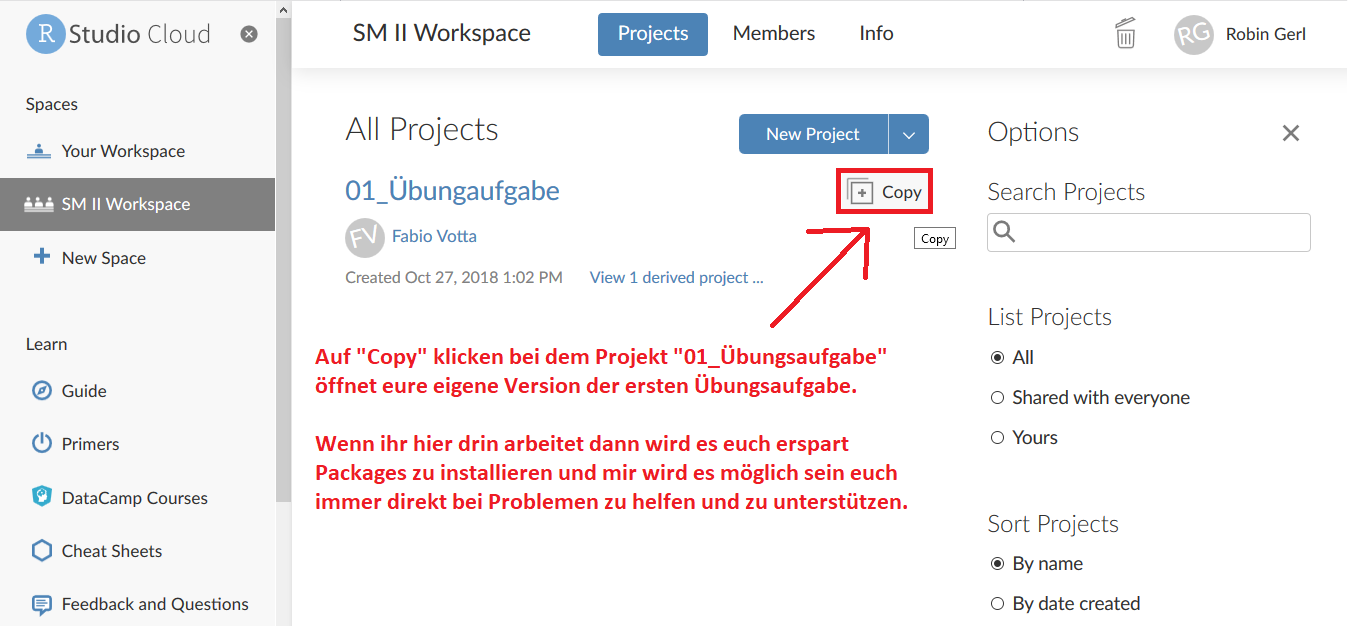 R Studio Cloud
Spaces
Your Workspace
SM II Workspace
New Space
Learn
Guide
Primers
DataCamp Courses
Cheat Sheets
Feedback and Questions
SM II Workspace
Projects
Members
Info
RG
Robin Gerl
All Projects
New Project
01_Übungaufgabe
Copy
FV
Fabio Votta
Copy
Created Oct 27, 2018 1:02 PM
View 1 derived project ...
Auf "Copy" klicken bei dem Projekt "01_Übungsaufgabe"
öffnet eure eigene Version der ersten Übungsaufgabe.
Wenn ihr hier drin arbeitet dann wird es euch erspart
Packages zu installieren und mir wird es möglich sein euch
immer direkt bei Problemen zu helfen und zu unterstützen.
Options
Search Projects
List Projects
All
Shared with everyone
Yours
Sort Projects
By name
By date created